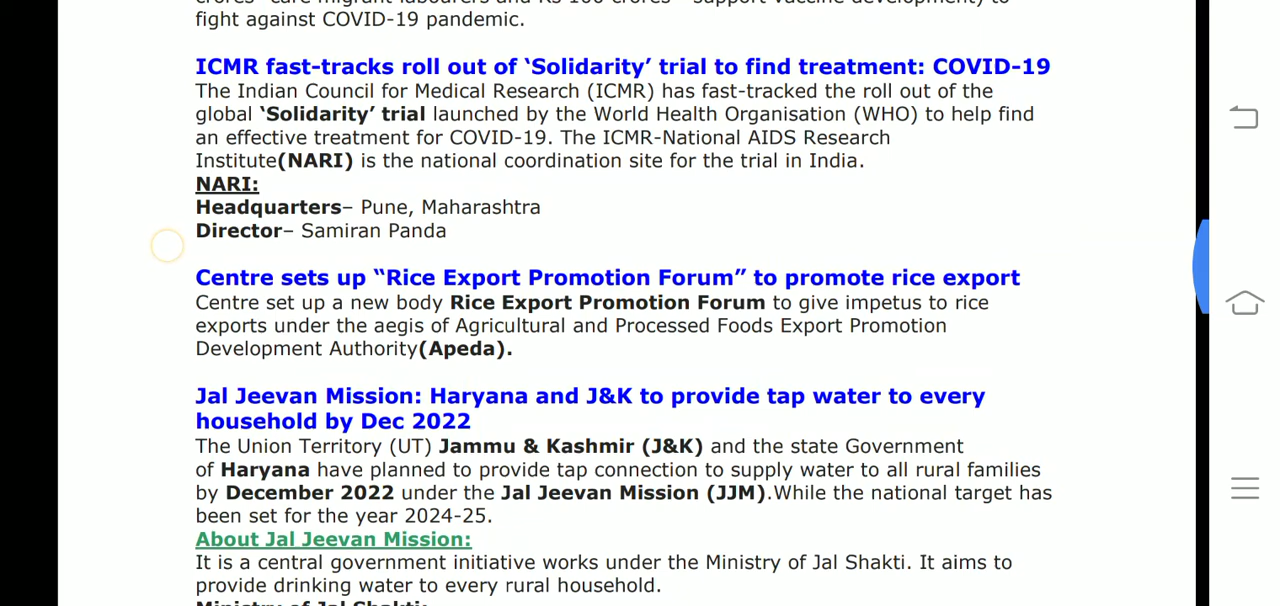 fight against COVID-19 pandemic.
ICMR fast-tracks roll out of ‘Solidarity’ trial to find treatment: COVID-19
The Indian Council for Medical Research (ICMR) has fast-tracked the roll out of the
global ‘Solidarity’ trial launched by the World Health Organisation (WHO) to help find
an effective treatment for COVID-19. The ICMR-National AIDS Research
Institute(NARI) is the national coordination site for the trial in India.
NARI:
Headquarters– Pune, Maharashtra
Director– Samiran Panda
Centre sets up “Rice Export Promotion Forum” to promote rice export
Centre set up a new body Rice Export Promotion Forum to give impetus to rice
exports under the aegis of Agricultural and Processed Foods Export Promotion
Development Authority(Apeda).
Jal Jeevan Mission: Haryana and J&K to provide tap water to every
household by Dec 2022
The Union Territory (UT) Jammu & Kashmir (J&K) and the state Government
of Haryana have planned to provide tap connection to supply water to all rural families
by December 2022 under the Jal Jeevan Mission (JJM).While the national target has
been set for the year 2024-25.
About Jal Jeevan Mission:
It is a central government initiative works under the Ministry of Jal Shakti. It aims to
provide drinking water to every rural household.
Ministry of Jal Shakti: